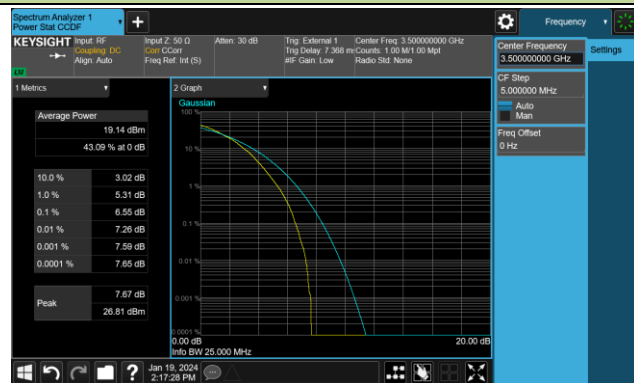 Spectrum Analyzer 1
Power Stat CCDF
Frequency
KEYSIGHT
Input: RF
Coupling: DC
Align: Auto
Input Z: 50 Ω
Corr CCorr
Freq Ref: Int (S)
Atten: 30 dB
Trig: External 1
Trig Delay: 7.368 m
#IF Gain: Low
Center Freq: 3.500000000 GHz
Counts: 1.00 M/1.00 Mpt
Radio Std: None
1 Metrics
Average Power
19.14 dBm
43.09 % at 0 dB
10.0 % 3.02 dB
1.0 % 5.31 dB
0.1 % 6.55 dB
0.01 % 7.26 dB
0.001 % 7.59 dB
0.0001 % 7.65 dB
Peak
7.67 dB
26.81 dBm
2 Graph
Gaussian
100 %
10 %
1 %
0.1 %
0.01 %
0.001 %
0.0001 %
0.00 dB
20.00 dB
Info BW 25.000 MHz
Center Frequency
3.500000000 GHz
Settings
CF Step
5.000000 MHz
Auto
Man
Freq Offset
0 Hz
?
Jan 19, 2024
2:17:28 PM